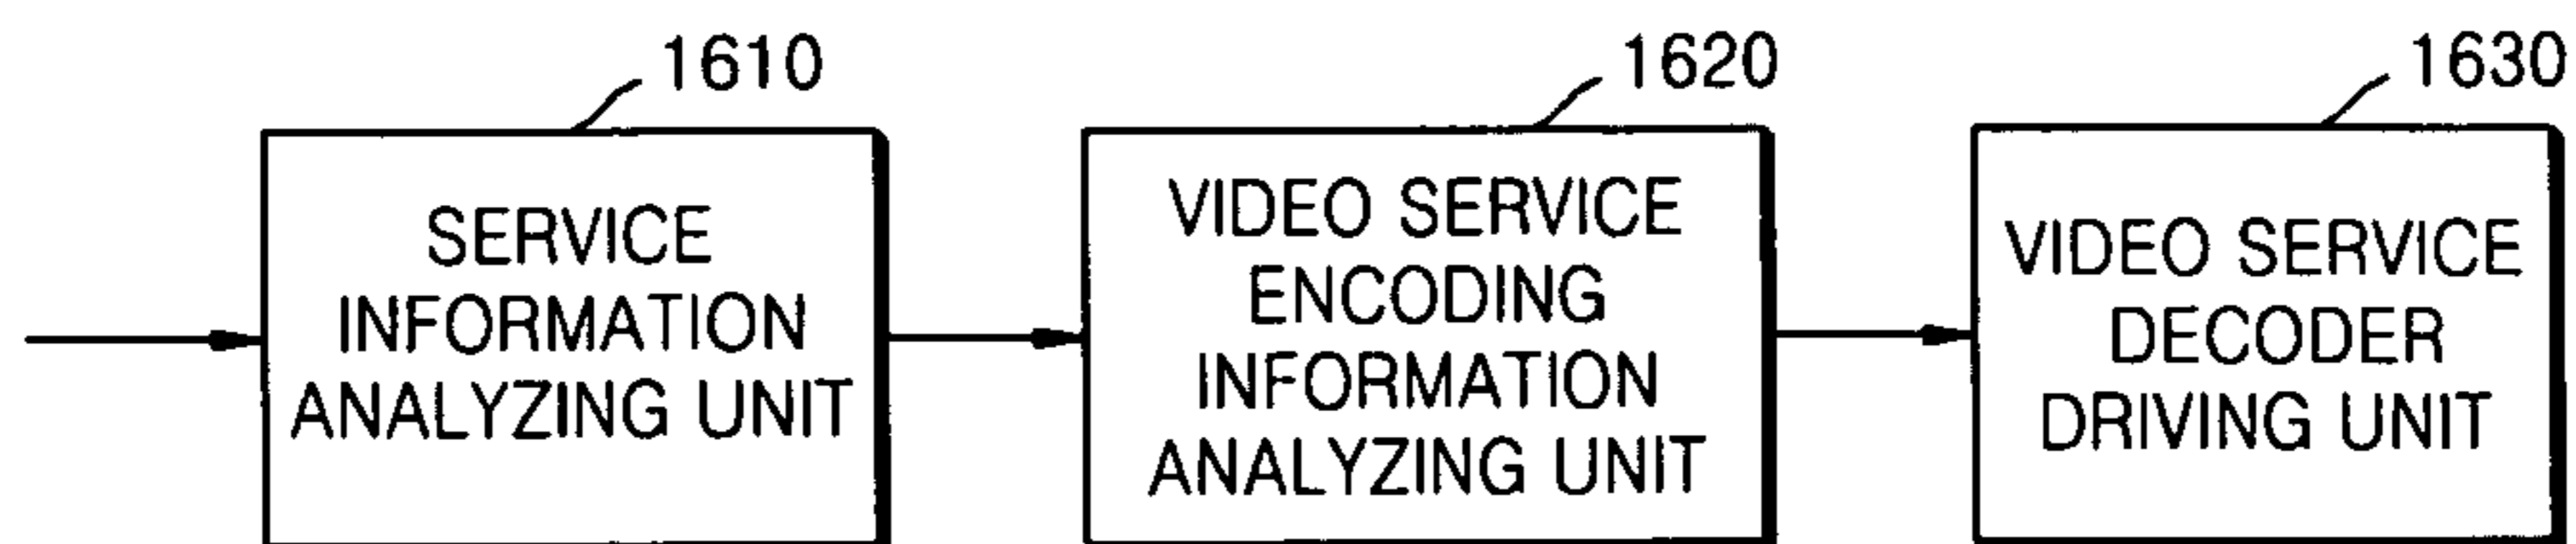 1610
SERVICE
INFORMATION
ANALYZING UNIT
1620
VIDEO SERVICE
ENCODING
INFORMATION
ANALYZING UNIT
1630
VIDEO SERVICE
DECODER
DRIVING UNIT